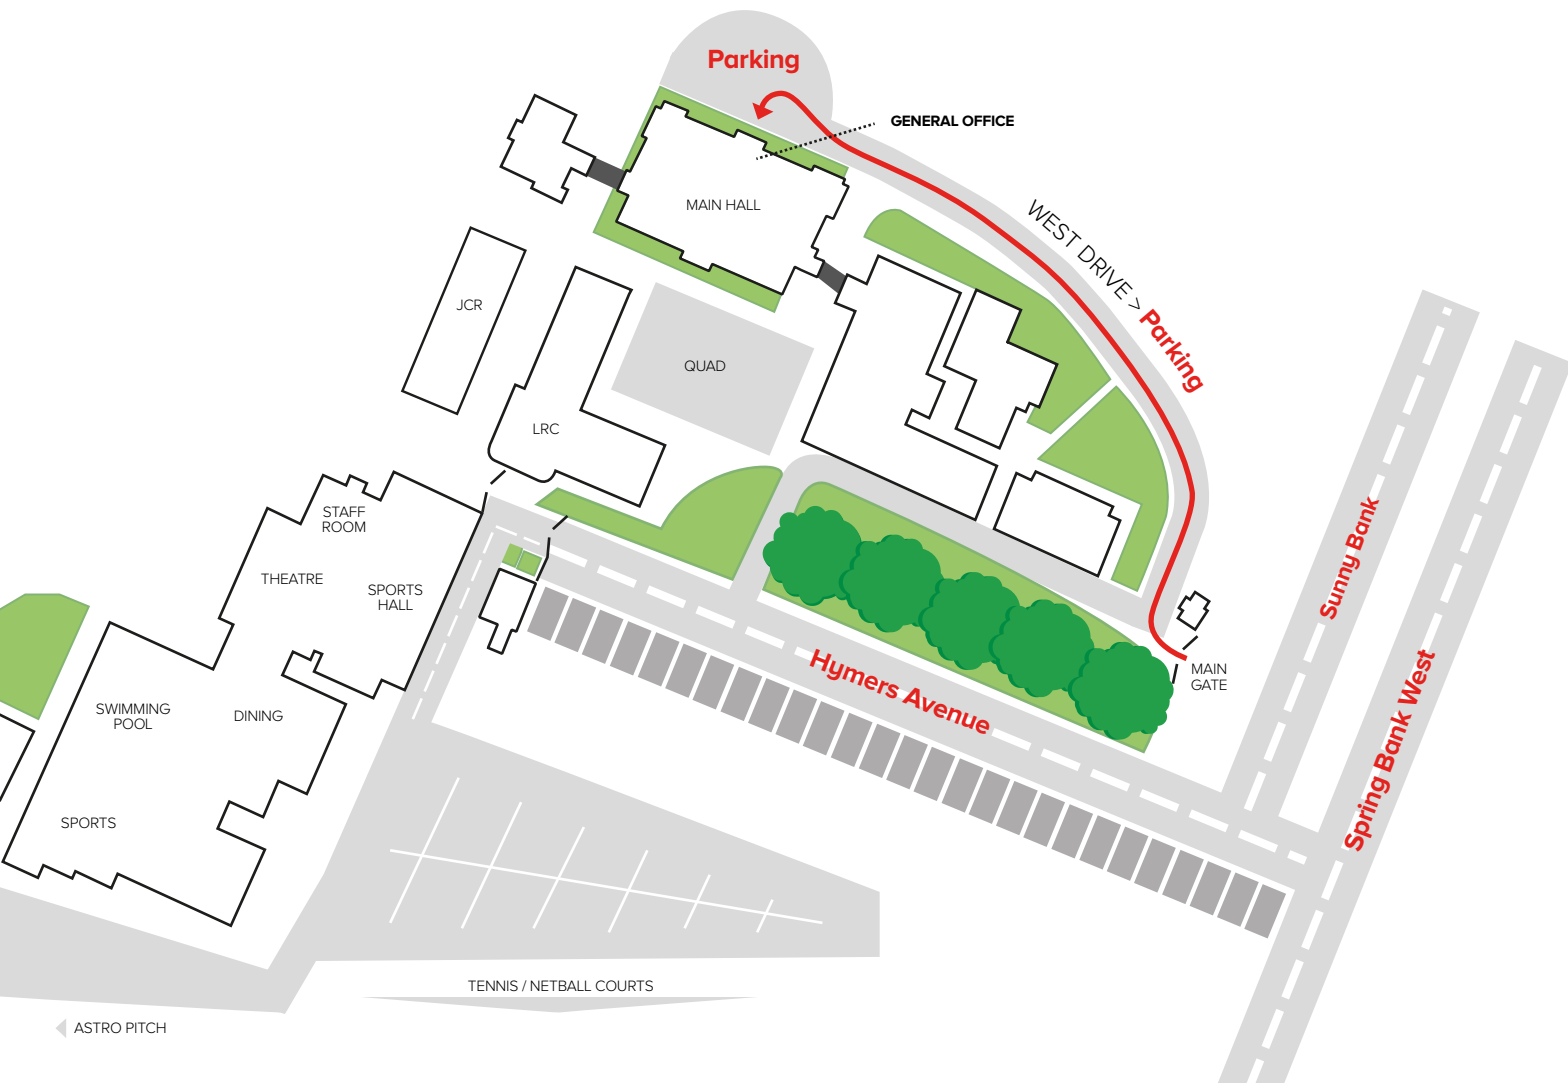 Parking
GENERAL OFFICE
MAIN HALL
WEST DRIVE > Parking
JCR
QUAD
LRC
STAFF
ROOM
THEATRE
SPORTS
HALL
Sunny Bank
Hymers Avenue
MAIN
GATE
Spring Bank West
SWIMMING
POOL
DINING
SPORTS
TENNIS / NETBALL COURTS
ASTRO PITCH